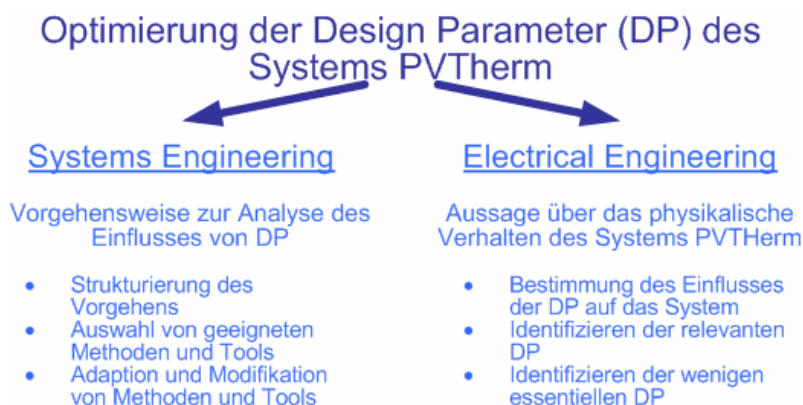 Optimierung der Design Parameter (DP) des
Systems PVTherm
Systems Engineering
Vorgehensweise zur Analyse des
Einflusses von DP
• Strukturierung des
Vorgehens
• Auswahl von geeigneten
Methoden und Tools
• Adaption und Modifikation
von Methoden und Tools
Electrical Engineering
Aussage über das physikalische
Verhalten des Systems PVTHerm
• Bestimmung des Einflusses
der DP auf das System
• Identifizieren der relevanten
DP
• Identifizieren der wenigen
essentiellen DP